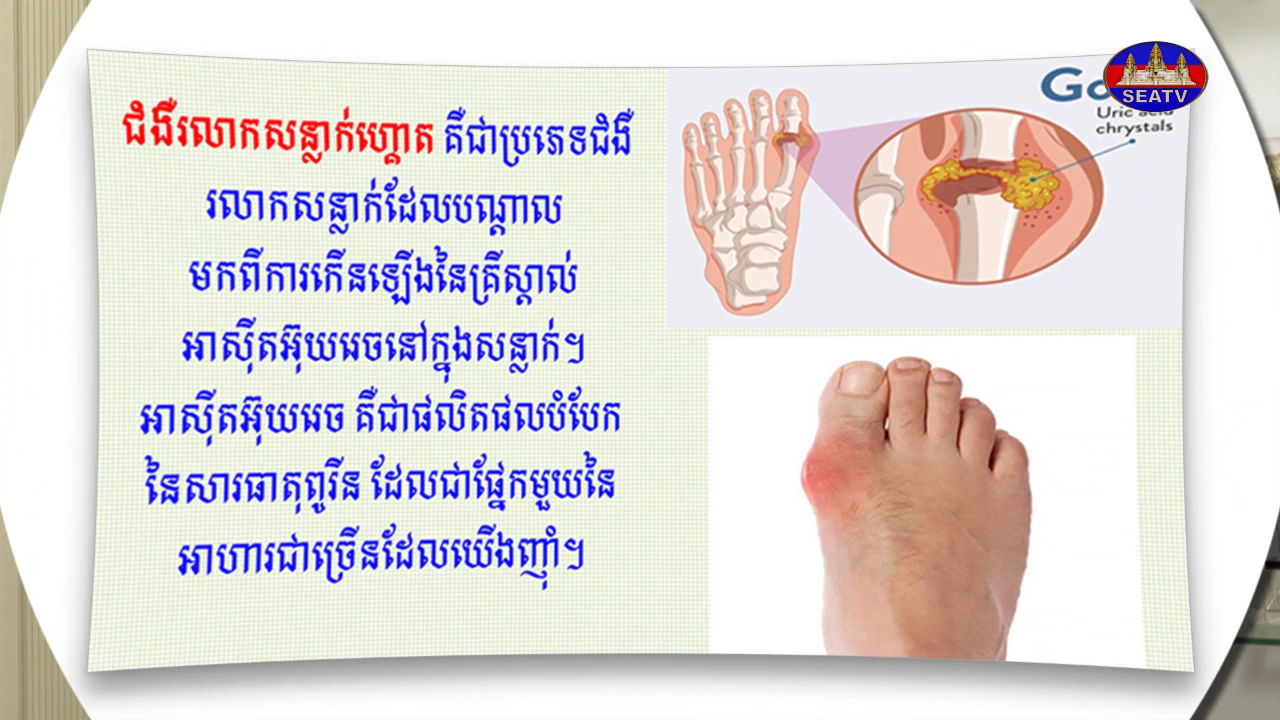 ជំងឺរលាកសន្លាក់ហ្គោត គឺជាប្រភេទជំងឺ
រលាកសន្លាក់ដែលបណ្តាល
មកពីការកើនឡើងនៃគ្រីស្តាល់
អាស៊ីតអ៊ុយរេចនៅក្នុងសន្លាក់។
អាស៊ីតអ៊ុយរេច គឺជាផលិតផលបំបែក
នៃសារធាតុពូរីន ដែលជាផ្នែកមួយនៃ
អាហារជាច្រើនដែលយើងញ៉ាំ។
SEATV
Uric acid
chrystals